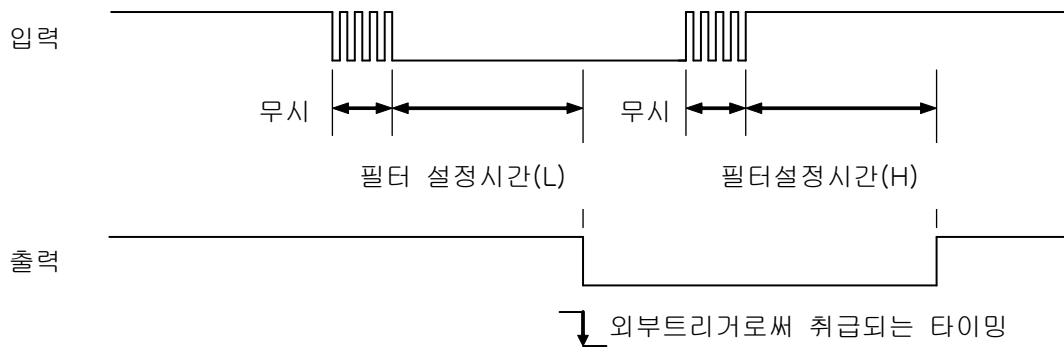 입력
무시
무시
필터 설정시간(L)
필터설정시간(H)
출력
외부트리거로써 취급되는 타이밍